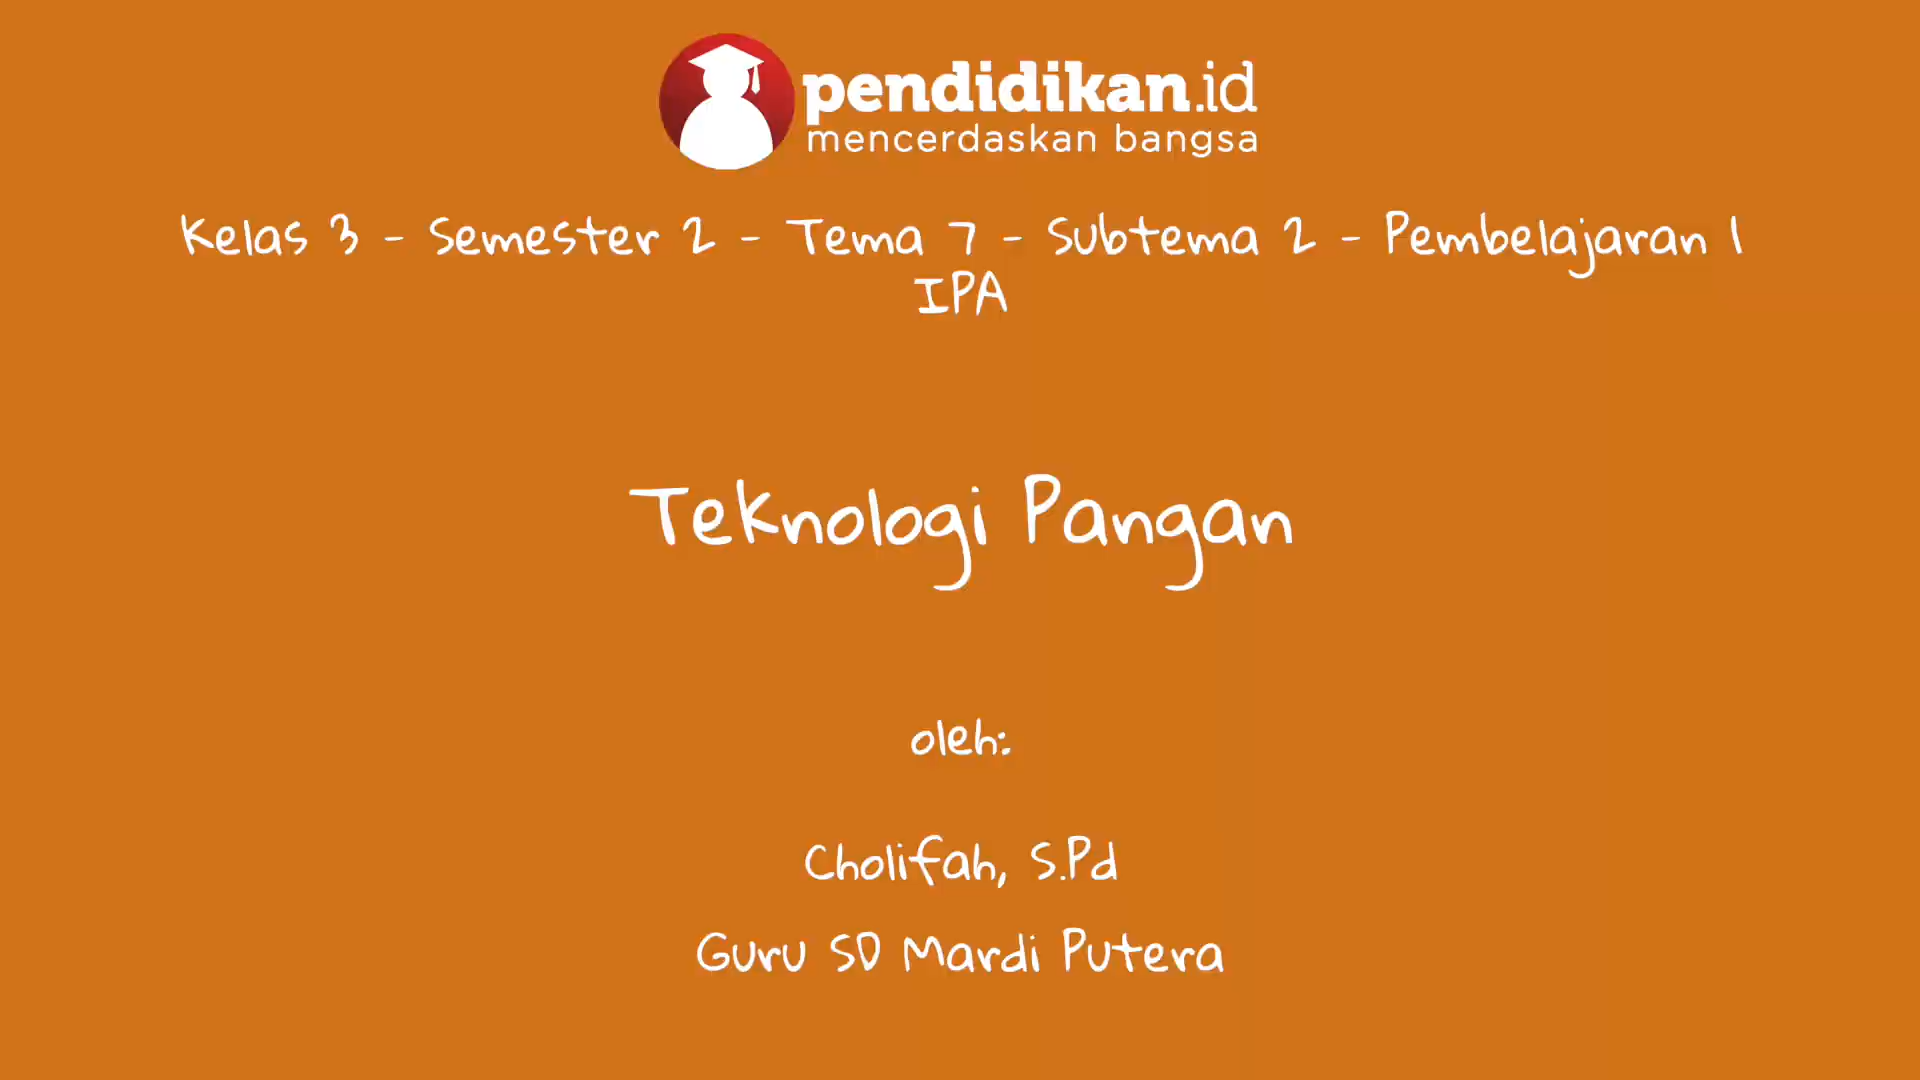 pendidikan.id
mencerdaskan bangsa
Kelas 3 - Semester 2 - Tema 7 - Subtema 2 - Pembelajaran 1
IPA
Teknologi Pangan
oleh:
Cholifah, S.Pd
Guru SD Mardi Putera